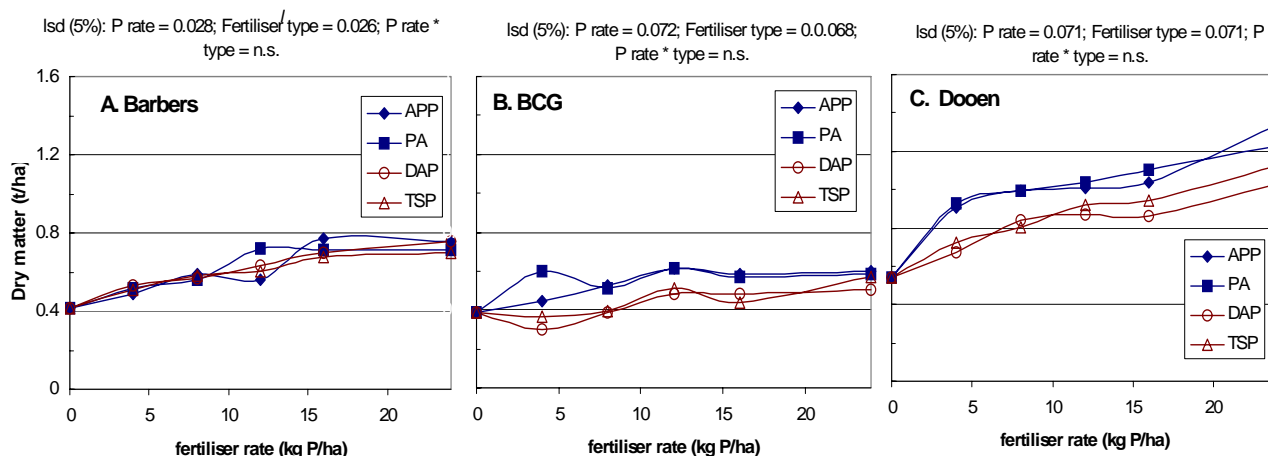 lsd (5%): P rate = 0.028; Fertiliser/ type = 0.026; P rate *
type = n.s.
lsd (5%): P rate = 0.072; Fertiliser type = 0.0.068;
P rate * type = n.s.
lsd (5%): P rate = 0.071; Fertiliser type = 0.071; P
rate * type = n.s.
A. Barbers
APP
PA
DAP
TSP
B. BCG
APP
PA
DAP
TSP
C. Dooen
APP
PA
DAP
TSP
Dry matter (t/ha)
1.6
1.2
0.8
0.4
0
0 5 10 15 20
0 5 10 15 20
0 5 10 15 20
fertiliser rate (kg P/ha)
fertiliser rate (kg P/ha)
fertiliser rate (kg P/ha)